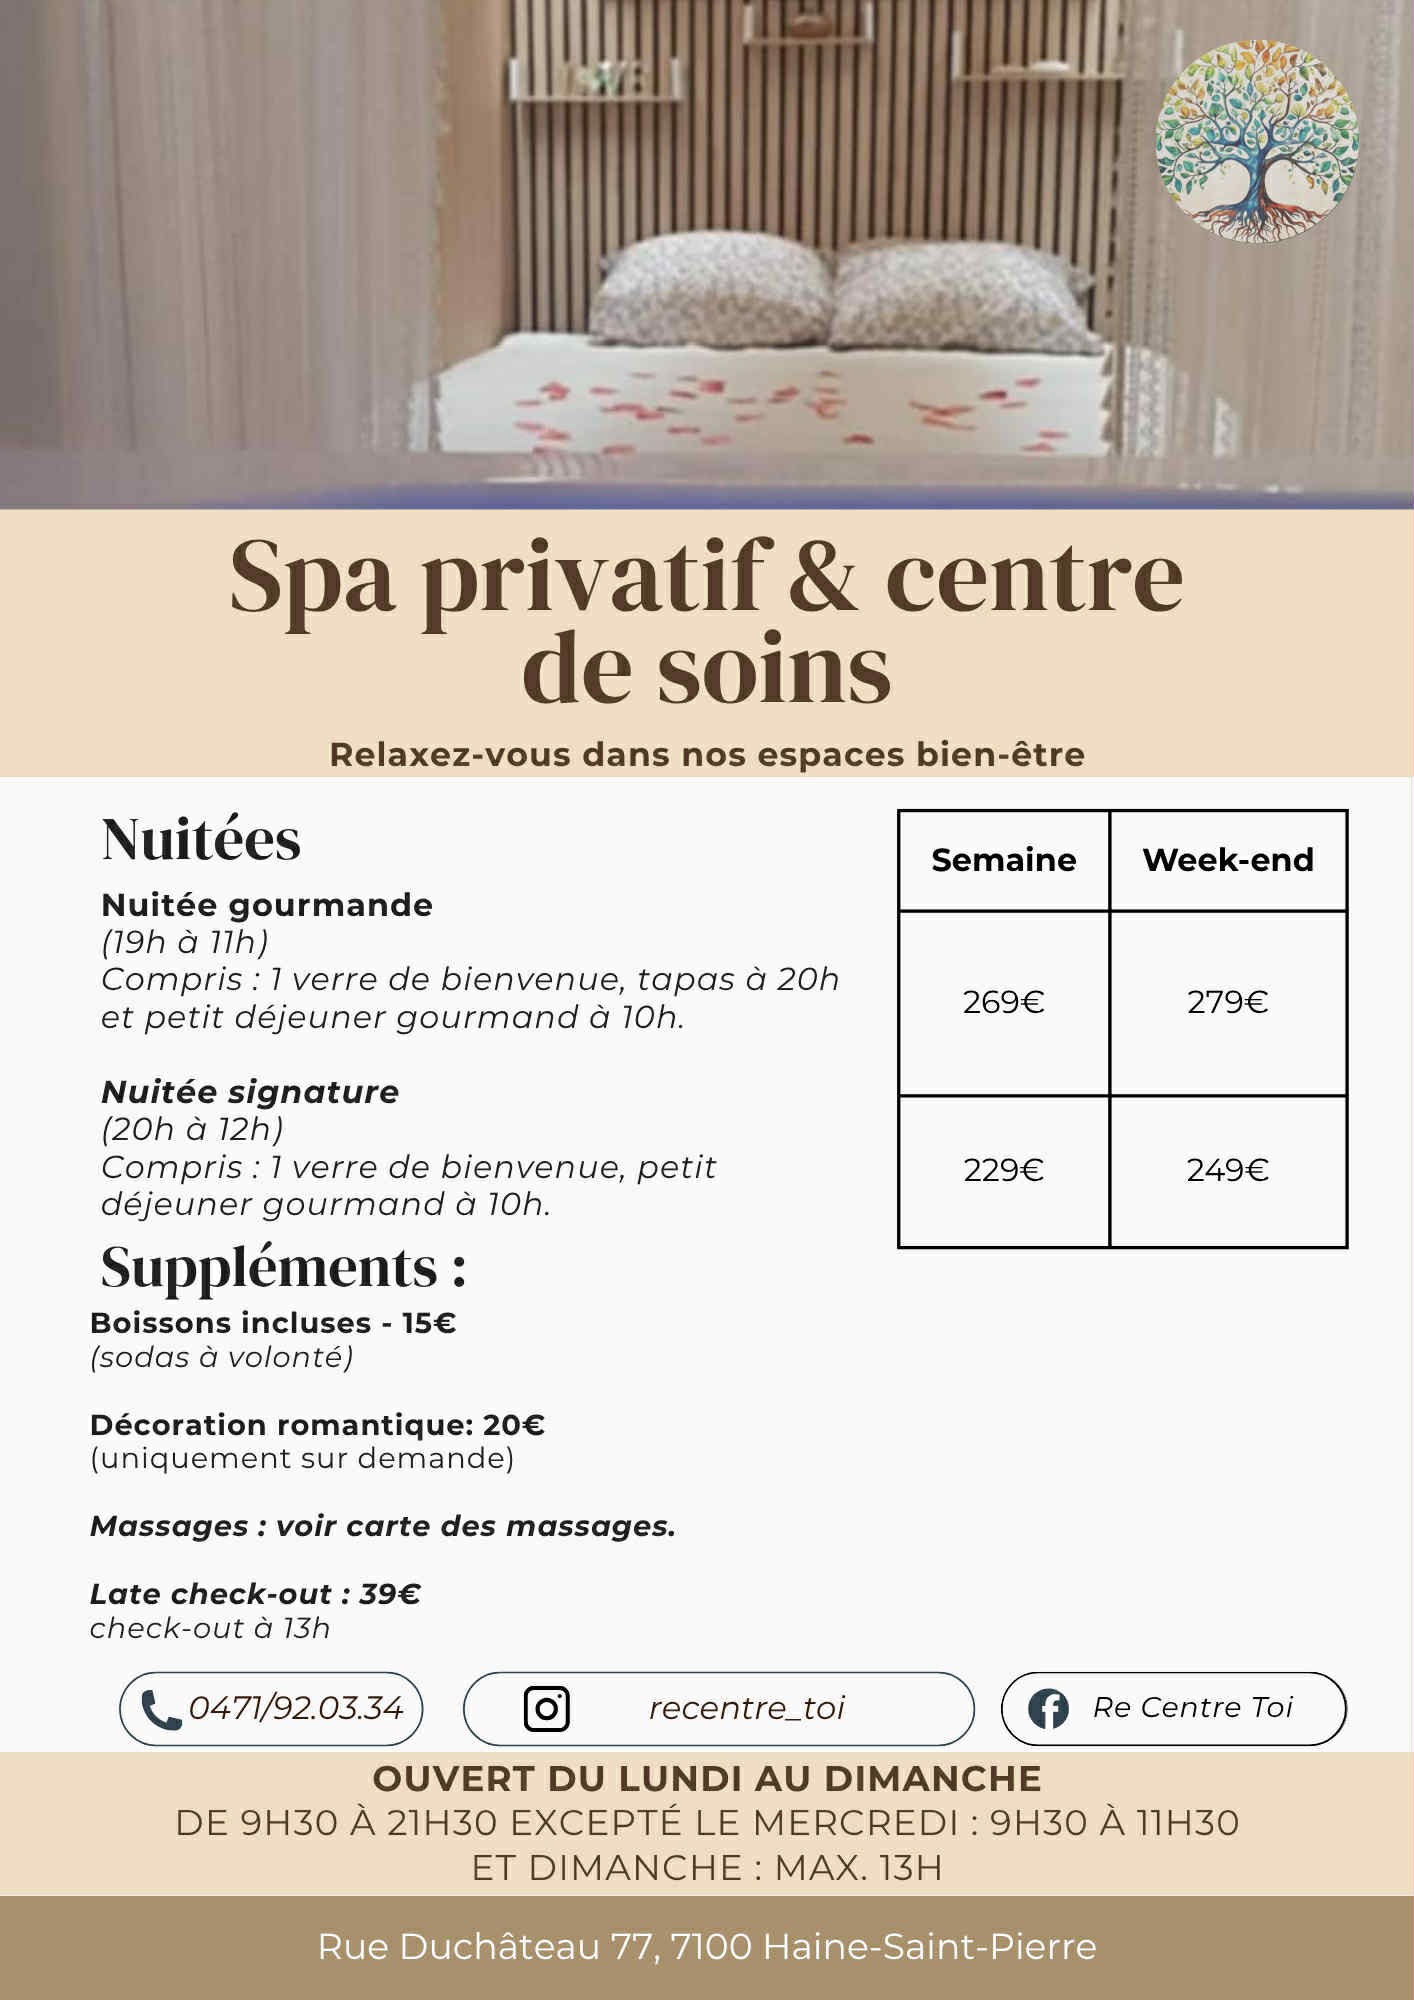 Spa privatif & centre
de soins
Relaxez-vous dans nos espaces bien-être
Nuitées
Nuitée gourmande
(19h à 11h)
Compris : 1 verre de bienvenue, tapas à 20h
et petit déjeuner gourmand à 10h.
Nuitée signature
(20h à 12h)
Compris : 1 verre de bienvenue, petit
déjeuner gourmand à 10h.
Semaine Week-end
269€ 279€
229€ 249€
Suppléments :
Boissons incluses - 15€
(sodas à volonté)
Décoration romantique: 20€
(uniquement sur demande)
Massages : voir carte des massages.
Late check-out : 39€
check-out à 13h
0471/92.03.34 recentre_toi Re Centre Toi
OUVERT DU LUNDI AU DIMANCHE
DE 9H30 À 21H30 EXCEPTÉ LE MERCREDI : 9H30 À 11H30
ET DIMANCHE : MAX. 13H
Rue Duchâteau 77, 7100 Haine-Saint-Pierre